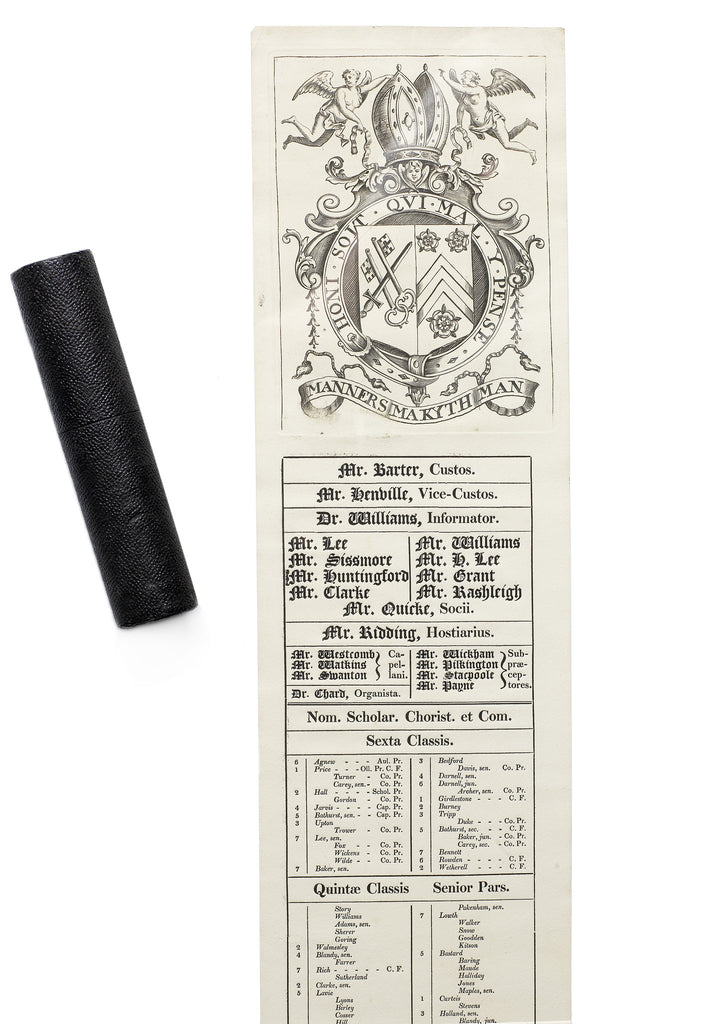 HONI · SOIT · QVI · MAL · Y · PENSE
MANNERS MAKYTH MAN
Mr. Barter, Custos.
Mr. Henville, Vice-Custos.
Dr. Williams, Informator.
Mr. Lee
Mr. Sissmore
Mr. Huntingford
Mr. Clarke
Mr. Williams
Mr. H. Lee
Mr. Grant
Mr. Rashleigh
Mr. Quicke, Socii.
Mr. Ridding, Hostiarius.
Mr. Westcomb
Mr. Watkins
Mr. Swanton
Ca-
pel-
lani.
Dr. Chard, Organista.
Mr. Wickham
Mr. Pilkington
Mr. Stacpoole
Mr. Payne
Sub-
præ-
cep-
tores.
Nom. Scholar. Chorist. et Com.
Sexta Classis.
6 Agnew - - - Aul. Pr.
1 Price - - - Oll. Pr. C. F.
Turner - Co. Pr.
Carey, sen. - Co. Pr.
2 Hall - - - - - Schol. Pr.
Gordon - Co. Pr.
4 Jarvis - - - - Cap. Pr.
5 Bathurst, sen. - - Cap. Pr.
3 Upton
Trower - Co. Pr.
7 Lee, sen.
Fox - - Co. Pr.
Wickens - Co. Pr.
Wilde - - Co. Pr.
7 Baker, sen.
3 Bedford
Davis, sen. Co. Pr.
4 Darnell, sen.
6 Darnell, jun.
Archer, sen. Co. Pr.
1 Girdlestone - - - - C. F.
2 Burney
3 Tripp
Duke - - - Co. Pr.
5 Bathurst, sec. - - C. F.
Baker, jun. - Co. Pr.
Carey, sec. - Co. Pr.
7 Bennett
6 Rowden - - - - - C. F.
2 Wetherell - - - - C. F.
Quintæ Classis Senior Pars.
Story
Williams
Adams, sen.
Sherer
Goring
2 Walmesley
4 Blandy, sen.
Farrer
7 Rich - - - - - C. F.
Sutherland
2 Clarke, sen.
5 Lavie
Lyons
Birley
Cosser
Hill
Pakenham, sen.
7 Lowth
Walker
Snow
Goodden
Kitson
5 Bastard
Baring
Maude
Halliday
Jones
Maples, sen.
1 Curteis
Stevens
3 Holland, sen.
Blandy, jun.